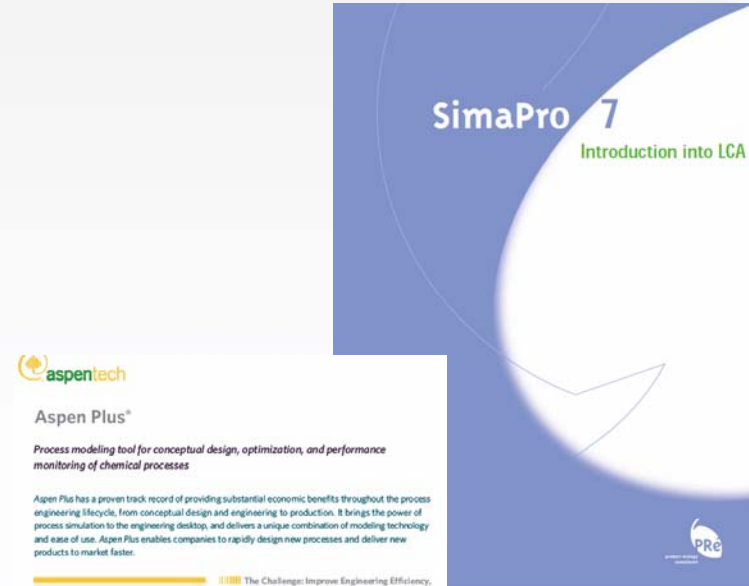 SimaPro 7
Introduction into LCA
aspentech
Aspen Plus®
Process modeling tool for conceptual design, optimization, and performance
monitoring of chemical processes
Aspen Plus has a proven track record of providing substantial economic benefits throughout the process
engineering lifecycle, from conceptual design and engineering to production. It brings the power of
process simulation to the engineering desktop, and delivers a unique combination of modeling technology
and ease of use. Aspen Plus enables companies to rapidly design new processes and deliver new
products to market faster.
The Challenge: Improve Engineering Efficiency,
PRé